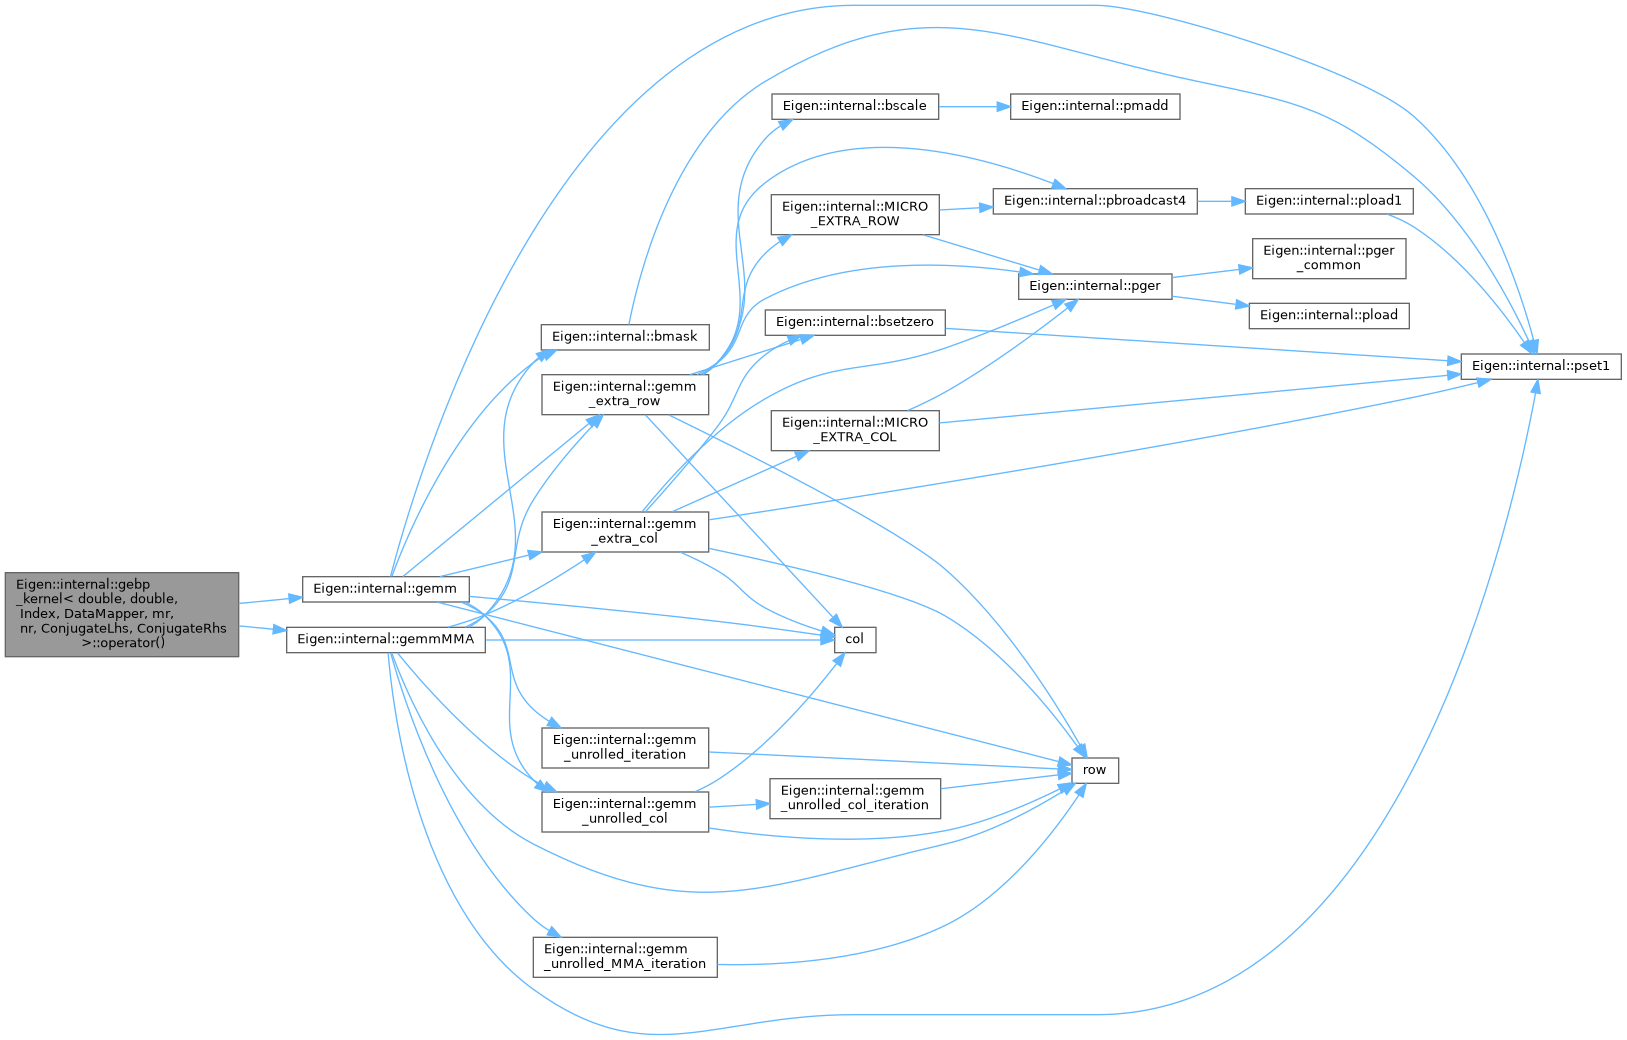 Eigen::internal::gebp
_kernel< double, double,
Index, DataMapper, mr,
nr, ConjugateLhs, ConjugateRhs
>::operator()
Eigen::internal::gemm
Eigen::internal::gemmMMA
Eigen::internal::bmask
Eigen::internal::gemm
_extra_row
Eigen::internal::gemm
_extra_col
Eigen::internal::gemm
_unrolled_iteration
Eigen::internal::gemm
_unrolled_col
Eigen::internal::gemm
_unrolled_MMA_iteration
Eigen::internal::bscale
Eigen::internal::MICRO
_EXTRA_ROW
Eigen::internal::bsetzero
Eigen::internal::MICRO
_EXTRA_COL
col
Eigen::internal::gemm
_unrolled_col_iteration
Eigen::internal::pmadd
Eigen::internal::pbroadcast4
Eigen::internal::pger
row
Eigen::internal::pload1
Eigen::internal::pger
_common
Eigen::internal::pload
Eigen::internal::pset1